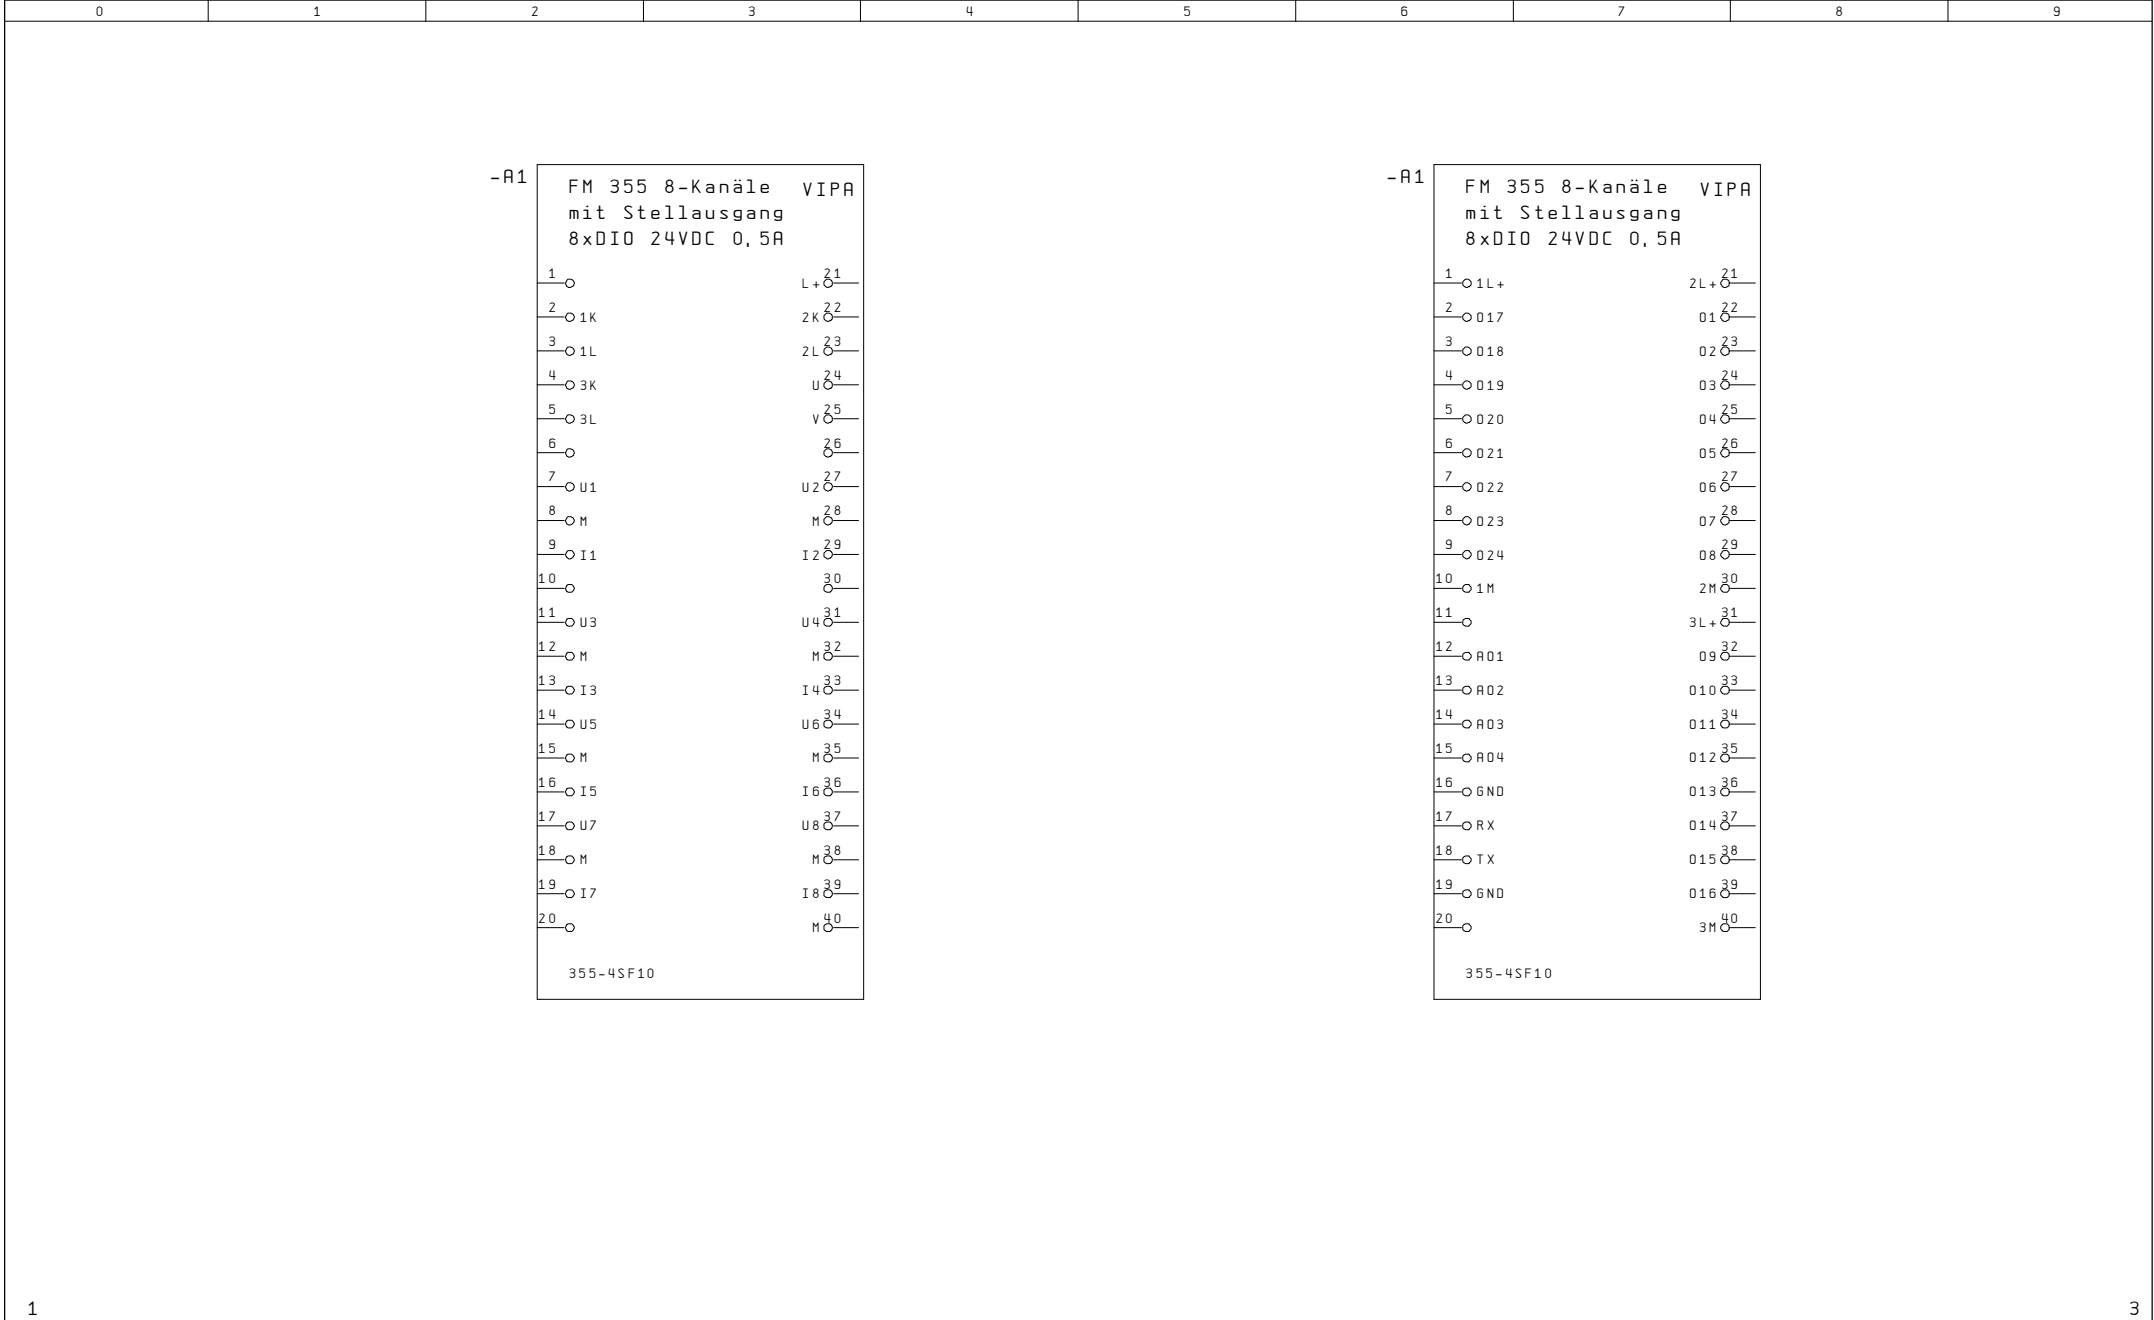 0 1 2 3 4 5 6 7 8 9
-A1
FM 355 8-Kanäle VIPA
mit Stellausgang
8xDIO 24VDC 0,5A
1 L+ 21
2 1K 2K 22
3 1L 2L 23
4 3K U 24
5 3L V 25
6 26
7 U1 U2 27
8 M M 28
9 I1 I2 29
10 30
11 U3 U4 31
12 M M 32
13 I3 I4 33
14 U5 U6 34
15 M M 35
16 I5 I6 36
17 U7 U8 37
18 M M 38
19 I7 I8 39
20 M 40
355-4SF10
-A1
FM 355 8-Kanäle VIPA
mit Stellausgang
8xDIO 24VDC 0,5A
1 1L+ 2L+ 21
2 O17 O1 22
3 O18 O2 23
4 O19 O3 24
5 O20 O4 25
6 O21 O5 26
7 O22 O6 27
8 O23 O7 28
9 O24 O8 29
10 1M 2M 30
11 3L+ 31
12 AO1 O9 32
13 AO2 O10 33
14 AO3 O11 34
15 AO4 O12 35
16 GND O13 36
17 RX O14 37
18 TX O15 38
19 GND O16 39
20 3M 40
355-4SF10
1 3